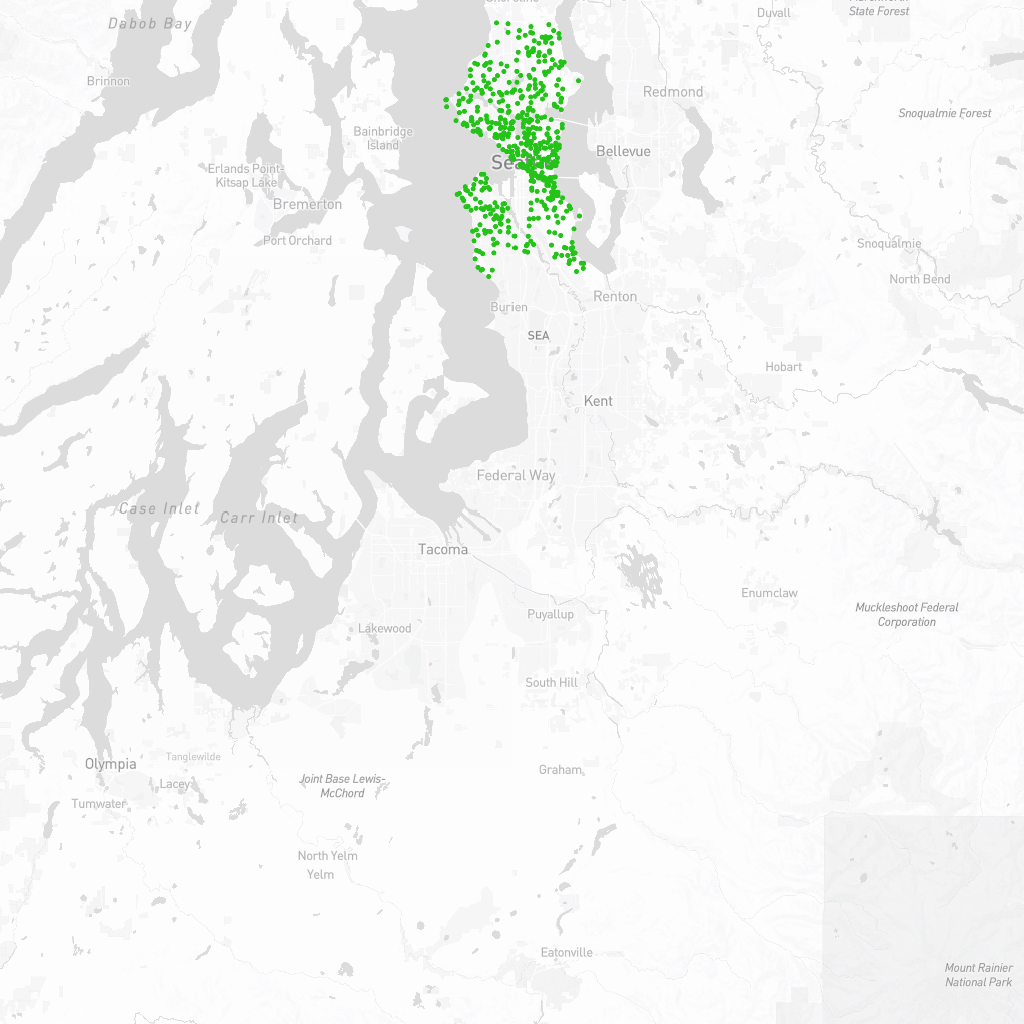 Duvall
State Forest
Dabob Bay
Brinnon
Redmond
Snoqualmie Forest
Bainbridge
Island
Bellevue
Erlands Point-
Kitsap Lake
Bremerton
Port Orchard
Snoqualmie
North Bend
Renton
Burien
SEA
Hobart
Kent
Federal Way
Case Inlet
Carr Inlet
Tacoma
Enumclaw
Muckleshoot Federal
Corporation
Puyallup
Lakewood
South Hill
Tanglewilde
Olympia
Lacey
Graham
Joint Base Lewis-
McChord
Tumwater
North Yelm
Yelm
Eatonville
Mount Rainier
National Park